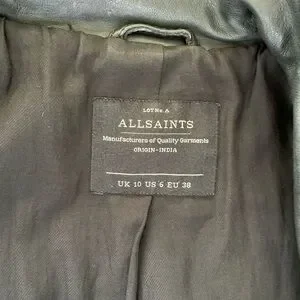 LOT No. A
ALLSAINTS
Manufacturers of Quality Garments
ORIGIN-INDIA
UK 10 US 6 EU 38